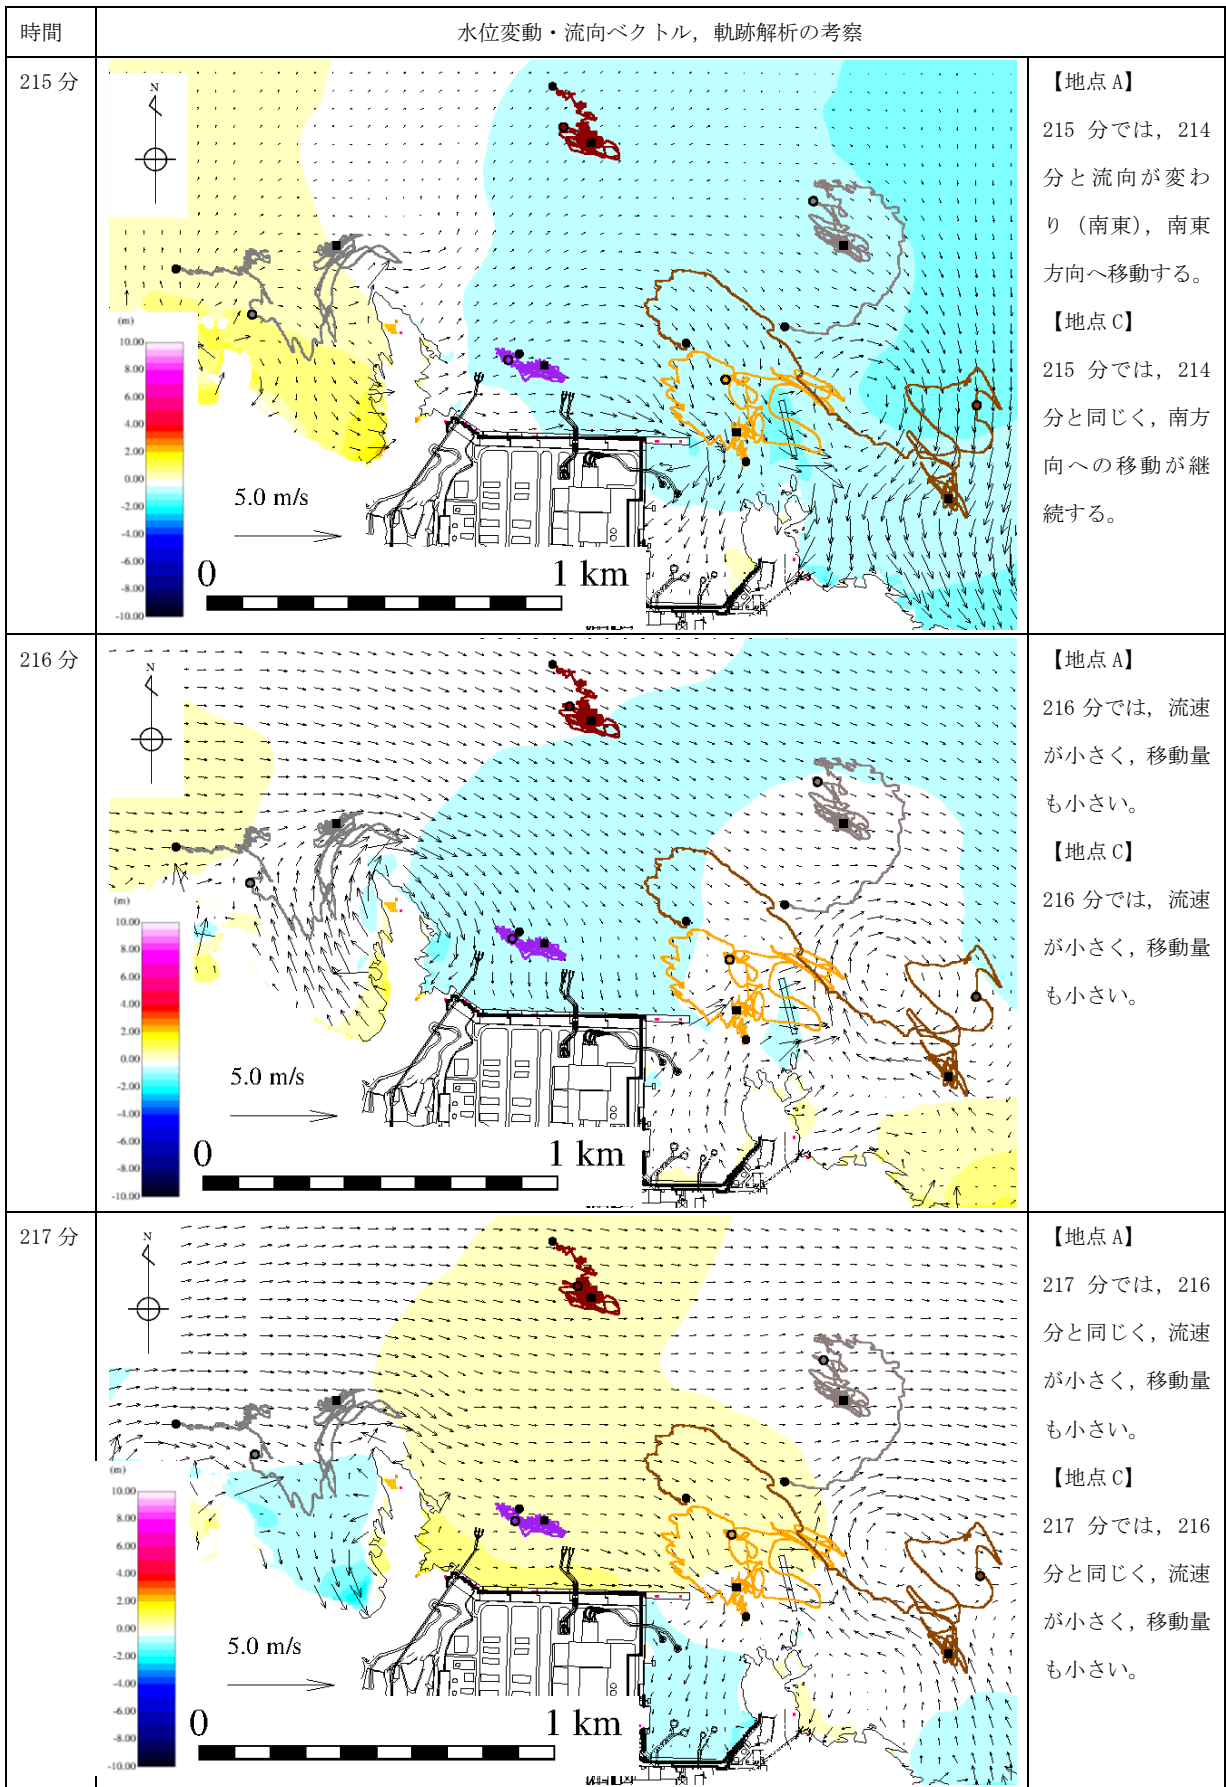 時間
水位変動・流向ベクトル，軌跡解析の考察
215 分
N
(m)
10.00
8.00
6.00
4.00
2.00
0.00
-2.00
-4.00
-6.00
-8.00
-10.00
5.0 m/s
0
1 km
【地点 A】
215 分では，214
分と流向が変わ
り（南東），南東
方向へ移動する。
【地点 C】
215 分では，214
分と同じく，南方
向への移動が継
続する。
216 分
N
(m)
10.00
8.00
6.00
4.00
2.00
0.00
-2.00
-4.00
-6.00
-8.00
-10.00
5.0 m/s
0
1 km
【地点 A】
216 分では，流速
が小さく，移動量
も小さい。
【地点 C】
216 分では，流速
が小さく，移動量
も小さい。
217 分
N
(m)
10.00
8.00
6.00
4.00
2.00
0.00
-2.00
-4.00
-6.00
-8.00
-10.00
5.0 m/s
0
1 km
【地点 A】
217 分では，216
分と同じく，流速
が小さく，移動量
も小さい。
【地点 C】
217 分では，216
分と同じく，流速
が小さく，移動量
も小さい。